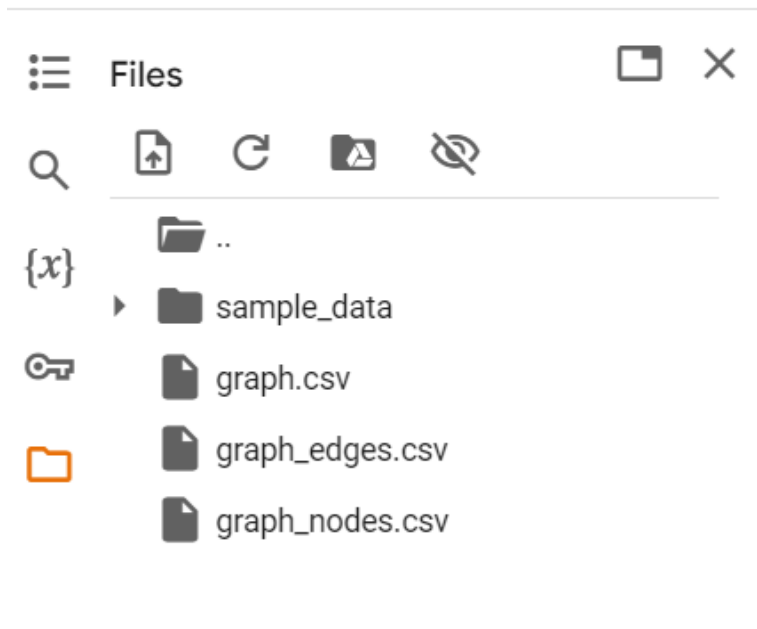 Files
..
{x}
sample_data
graph.csv
graph_edges.csv
graph_nodes.csv